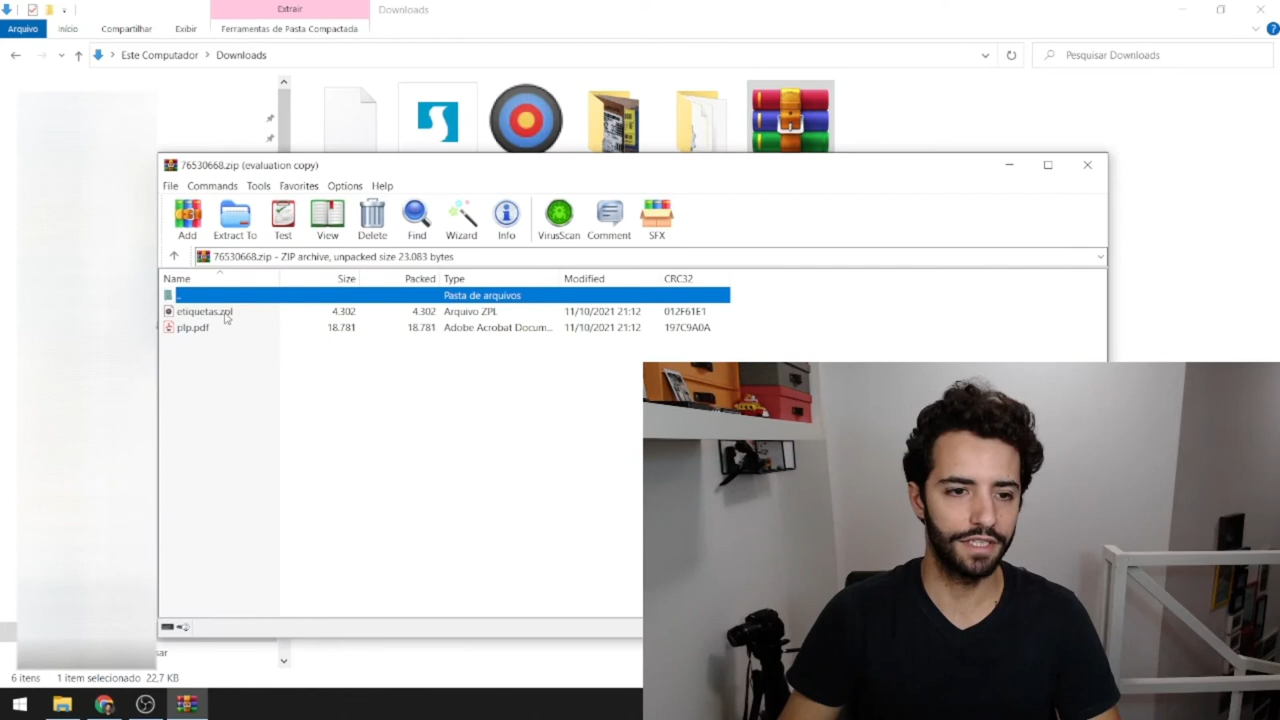 Extrair
Downloads
Arquivo Início Compartilhar Exibir Ferramentas de Pasta Compactada
Este Computador Downloads
Pesquisar Downloads
76530668.zip (evaluation copy)
File Commands Tools Favorites Options Help
Add Extract To Test View Delete Find Wizard Info VirusScan Comment SFX
76530668.zip - ZIP archive, unpacked size 23.083 bytes
Name Size Packed Type Modified CRC32
.. Pasta de arquivos
etiquetas.zpl 4.302 4.302 Arquivo ZPL 11/10/2021 21:12 012F61E1
plp.pdf 18.781 18.781 Adobe Acrobat Docum... 11/10/2021 21:12 197C9A0A
sar
6 itens 1 item selecionado 22,7 KB